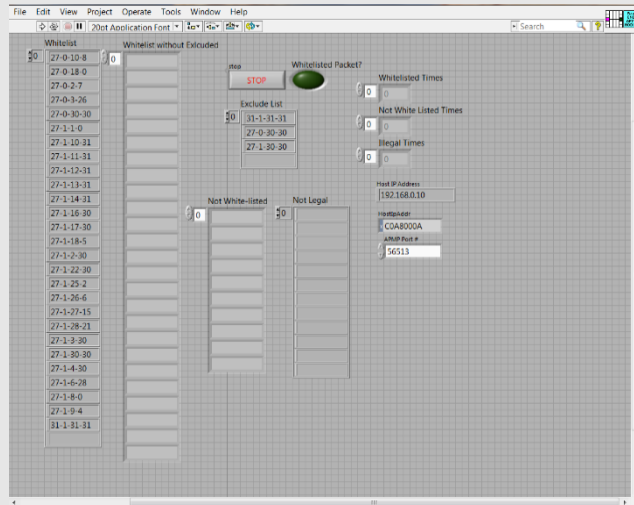 File Edit View Project Operate Tools Window Help
20pt Application Font
Search
Whitelist
0
27-0-10-8
27-0-18-0
27-0-2-7
27-0-3-26
27-0-30-30
27-1-1-0
27-1-10-31
27-1-11-31
27-1-12-31
27-1-13-31
27-1-14-31
27-1-16-30
27-1-17-30
27-1-18-5
27-1-2-30
27-1-22-30
27-1-25-2
27-1-26-6
27-1-27-15
27-1-28-21
27-1-3-30
27-1-30-30
27-1-4-30
27-1-6-28
27-1-8-0
27-1-9-4
31-1-31-31
Whitelist without Exlcuded
0
stop
STOP
Whitelisted Packet?
Exclude List
0
31-1-31-31
27-0-30-30
27-1-30-30
Whitelisted Times
0
0
Not White Listed Times
0
0
Illegal Times
0
0
Host IP Address
192.168.0.10
HostIpAddr
C0A8000A
APMP Port #
56513
Not White-listed
0
Not Legal
0